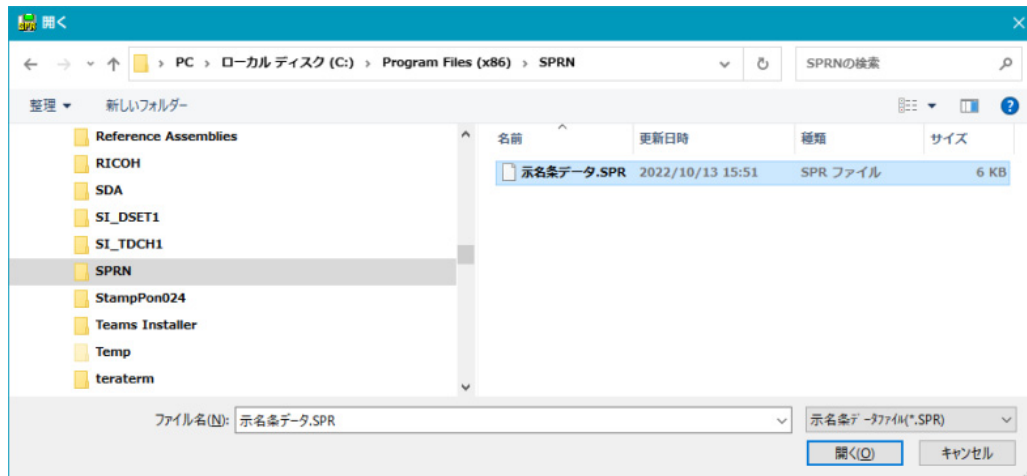 開く
PC > ローカル ディスク (C:) > Program Files (x86) > SPRN
SPRNの検索
整理 新しいフォルダー
Reference Assemblies
RICOH
SDA
SI_DSET1
SI_TDCH1
SPRN
StampPon024
Teams Installer
Temp
teraterm
名前 更新日時 種類 サイズ
示名条データ.SPR 2022/10/13 15:51 SPR ファイル 6 KB
ファイル名(N): 示名条データ.SPR
示名条ﾃﾞｰﾀﾌｧｲﾙ(*.SPR)
開く(O) キャンセル